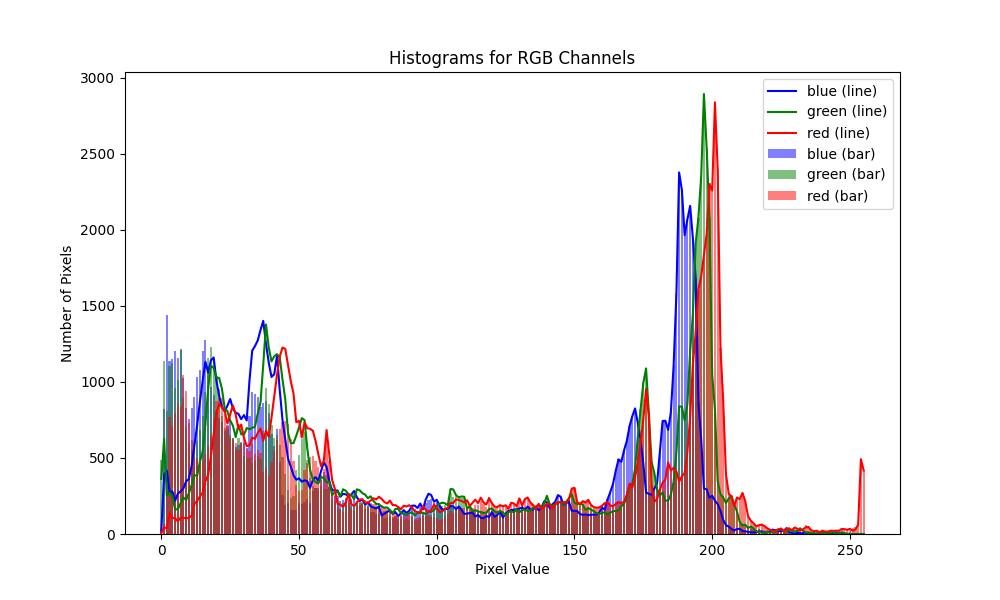 Histograms for RGB Channels
3000
2500
2000
1500
1000
500
0
Number of Pixels
blue (line)
green (line)
red (line)
blue (bar)
green (bar)
red (bar)
0 50 100 150 200 250
Pixel Value